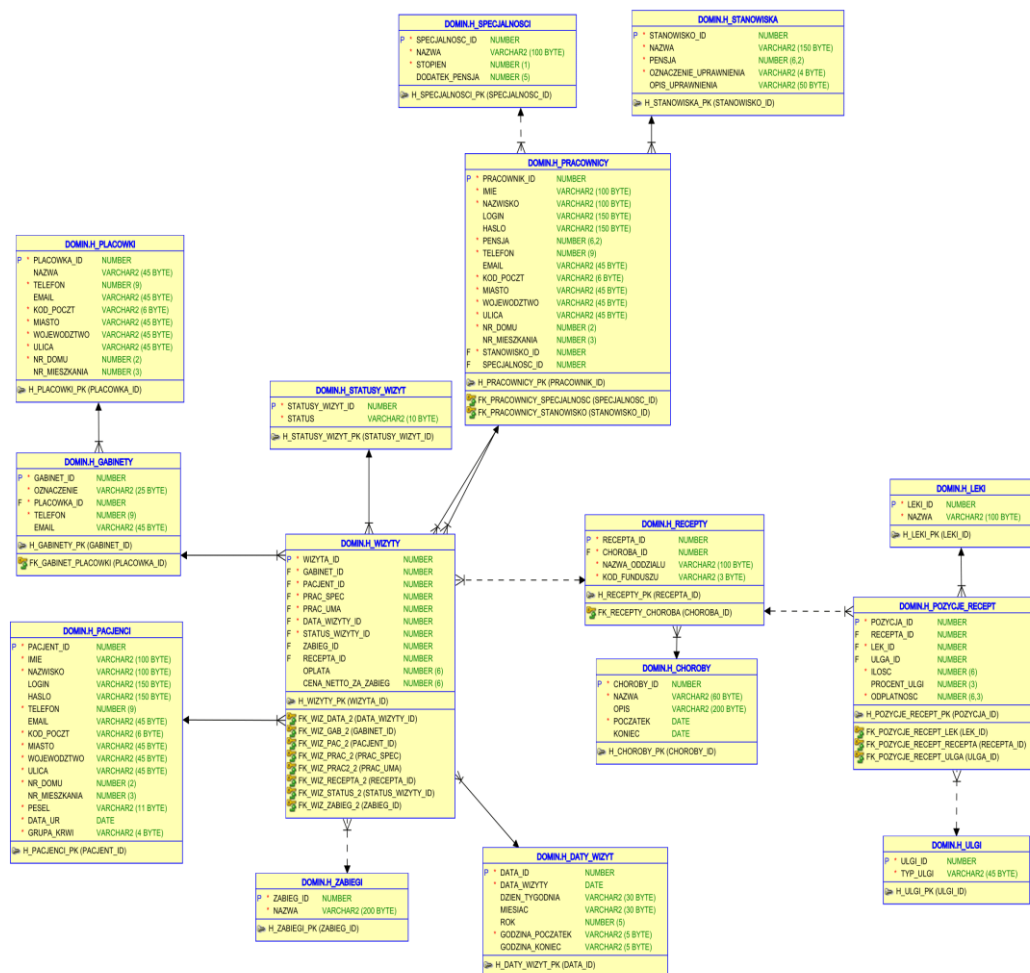 DOMIN.H_SPECJALNOSCI
P * SPECJALNOSC_ID NUMBER
* NAZWA VARCHAR2 (100 BYTE)
* STOPIEN NUMBER (1)
DODATEK_PENSJA NUMBER (5)
H_SPECJALNOSCI_PK (SPECJALNOSC_ID)
DOMIN.H_STANOWISKA
P * STANOWISKO_ID NUMBER
* NAZWA VARCHAR2 (150 BYTE)
* PENSJA NUMBER (6,2)
* OZNACZENIE_UPRAWNIENIA VARCHAR2 (4 BYTE)
OPIS_UPRAWNIENIA VARCHAR2 (50 BYTE)
H_STANOWISKA_PK (STANOWISKO_ID)
DOMIN.H_PRACOWNICY
P * PRACOWNIK_ID NUMBER
* IMIE VARCHAR2 (100 BYTE)
* NAZWISKO VARCHAR2 (100 BYTE)
LOGIN VARCHAR2 (150 BYTE)
HASLO VARCHAR2 (150 BYTE)
* PENSJA NUMBER (6,2)
* TELEFON NUMBER (9)
EMAIL VARCHAR2 (45 BYTE)
* KOD_POCZT VARCHAR2 (6 BYTE)
* MIASTO VARCHAR2 (45 BYTE)
* WOJEWODZTWO VARCHAR2 (45 BYTE)
* ULICA VARCHAR2 (45 BYTE)
* NR_DOMU NUMBER (2)
NR_MIESZKANIA NUMBER (3)
F * STANOWISKO_ID NUMBER
F SPECJALNOSC_ID NUMBER
H_PRACOWNICY_PK (PRACOWNIK_ID)
FK_PRACOWNICY_SPECJALNOSC (SPECJALNOSC_ID)
FK_PRACOWNICY_STANOWISKO (STANOWISKO_ID)
DOMIN.H_PLACOWKI
P * PLACOWKA_ID NUMBER
NAZWA VARCHAR2 (45 BYTE)
* TELEFON NUMBER (9)
EMAIL VARCHAR2 (45 BYTE)
* KOD_POCZT VARCHAR2 (6 BYTE)
* MIASTO VARCHAR2 (45 BYTE)
* WOJEWODZTWO VARCHAR2 (45 BYTE)
* ULICA VARCHAR2 (45 BYTE)
* NR_DOMU NUMBER (2)
NR_MIESZKANIA NUMBER (3)
H_PLACOWKI_PK (PLACOWKA_ID)
DOMIN.H_STATUSY_WIZYT
P * STATUSY_WIZYT_ID NUMBER
* STATUS VARCHAR2 (10 BYTE)
H_STATUSY_WIZYT_PK (STATUSY_WIZYT_ID)
DOMIN.H_GABINETY
P * GABINET_ID NUMBER
* OZNACZENIE VARCHAR2 (25 BYTE)
F * PLACOWKA_ID NUMBER
* TELEFON NUMBER (9)
EMAIL VARCHAR2 (45 BYTE)
H_GABINETY_PK (GABINET_ID)
FK_GABINET_PLACOWKI (PLACOWKA_ID)
DOMIN.H_WIZYTY
P * WIZYTA_ID NUMBER
F * GABINET_ID NUMBER
F * PACJENT_ID NUMBER
F * PRAC_SPEC NUMBER
F * PRAC_UMA NUMBER
F * DATA_WIZYTY_ID NUMBER
F * STATUS_WIZYTY_ID NUMBER
F ZABIEG_ID NUMBER
F RECEPTA_ID NUMBER
OPLATA NUMBER (6)
CENA_NETTO_ZA_ZABIEG NUMBER (6)
H_WIZYTY_PK (WIZYTA_ID)
FK_WIZ_DATA_2 (DATA_WIZYTY_ID)
FK_WIZ_GAB_2 (GABINET_ID)
FK_WIZ_PAC_2 (PACJENT_ID)
FK_WIZ_PRAC_2 (PRAC_SPEC)
FK_WIZ_PRAC2_2 (PRAC_UMA)
FK_WIZ_RECEPTA_2 (RECEPTA_ID)
FK_WIZ_STATUS_2 (STATUS_WIZYTY_ID)
FK_WIZ_ZABIEG_2 (ZABIEG_ID)
DOMIN.H_RECEPTY
P * RECEPTA_ID NUMBER
F * CHOROBA_ID NUMBER
* NAZWA_ODDZIALU VARCHAR2 (100 BYTE)
* KOD_FUNDUSZU VARCHAR2 (3 BYTE)
H_RECEPTY_PK (RECEPTA_ID)
FK_RECEPTY_CHOROBA (CHOROBA_ID)
DOMIN.H_LEKI
P * LEKI_ID NUMBER
* NAZWA VARCHAR2 (100 BYTE)
H_LEKI_PK (LEKI_ID)
DOMIN.H_POZYCJE_RECEPT
P * POZYCJA_ID NUMBER
F RECEPTA_ID NUMBER
F * LEK_ID NUMBER
F ULGA_ID NUMBER
* ILOSC NUMBER (6)
PROCENT_ULGI NUMBER (3)
* ODPLATNOSC NUMBER (6,3)
H_POZYCJE_RECEPT_PK (POZYCJA_ID)
FK_POZYCJE_RECEPT_LEK (LEK_ID)
FK_POZYCJE_RECEPT_RECEPTA (RECEPTA_ID)
FK_POZYCJE_RECEPT_ULGA (ULGA_ID)
DOMIN.H_PACJENCI
P * PACJENT_ID NUMBER
* IMIE VARCHAR2 (100 BYTE)
* NAZWISKO VARCHAR2 (100 BYTE)
LOGIN VARCHAR2 (150 BYTE)
HASLO VARCHAR2 (150 BYTE)
* TELEFON NUMBER (9)
EMAIL VARCHAR2 (45 BYTE)
* KOD_POCZT VARCHAR2 (6 BYTE)
* MIASTO VARCHAR2 (45 BYTE)
* WOJEWODZTWO VARCHAR2 (45 BYTE)
* ULICA VARCHAR2 (45 BYTE)
* NR_DOMU NUMBER (2)
NR_MIESZKANIA NUMBER (3)
* PESEL VARCHAR2 (11 BYTE)
* DATA_UR DATE
* GRUPA_KRWI VARCHAR2 (4 BYTE)
H_PACJENCI_PK (PACJENT_ID)
DOMIN.H_CHOROBY
P * CHOROBY_ID NUMBER
* NAZWA VARCHAR2 (60 BYTE)
OPIS VARCHAR2 (200 BYTE)
* POCZATEK DATE
KONIEC DATE
H_CHOROBY_PK (CHOROBY_ID)
DOMIN.H_ZABIEGI
P * ZABIEG_ID NUMBER
* NAZWA VARCHAR2 (200 BYTE)
H_ZABIEGI_PK (ZABIEG_ID)
DOMIN.H_DATY_WIZYT
P * DATA_ID NUMBER
* DATA_WIZYTY DATE
DZIEN_TYGODNIA VARCHAR2 (30 BYTE)
MIESIAC VARCHAR2 (30 BYTE)
ROK NUMBER (5)
* GODZINA_POCZATEK VARCHAR2 (5 BYTE)
GODZINA_KONIEC VARCHAR2 (5 BYTE)
H_DATY_WIZYT_PK (DATA_ID)
DOMIN.H_ULGI
P * ULGI_ID NUMBER
* TYP_ULGI VARCHAR2 (45 BYTE)
H_ULGI_PK (ULGI_ID)